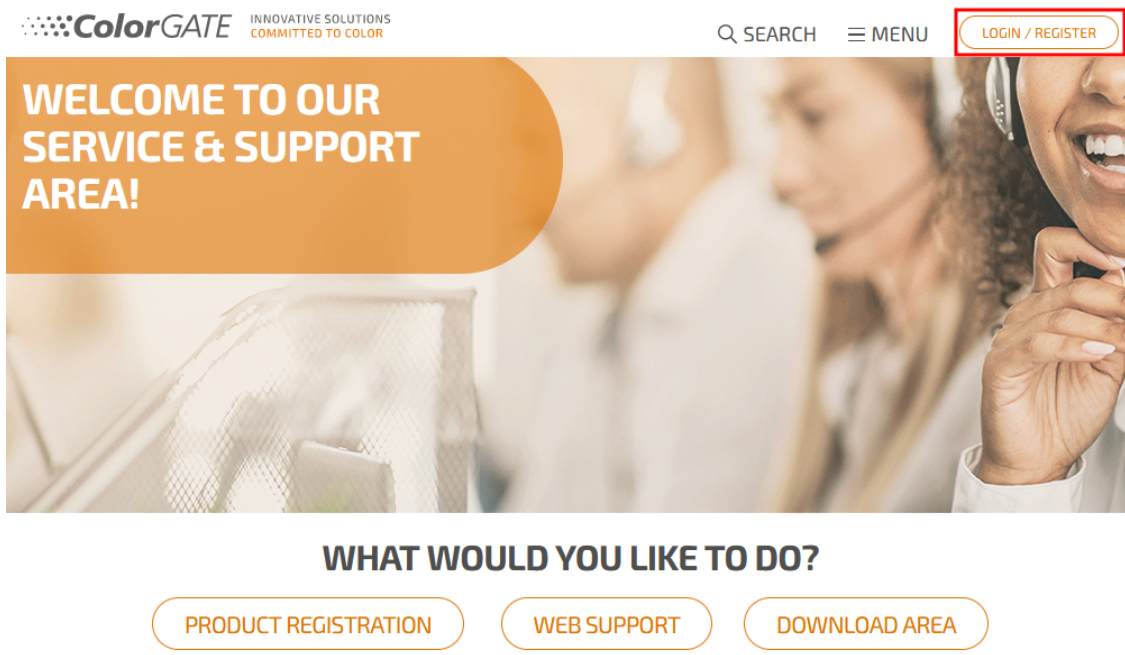 ColorGATE
INNOVATIVE SOLUTIONS
COMMITTED TO COLOR
SEARCH
MENU
LOGIN / REGISTER
WELCOME TO OUR
SERVICE & SUPPORT
AREA!
WHAT WOULD YOU LIKE TO DO?
PRODUCT REGISTRATION
WEB SUPPORT
DOWNLOAD AREA